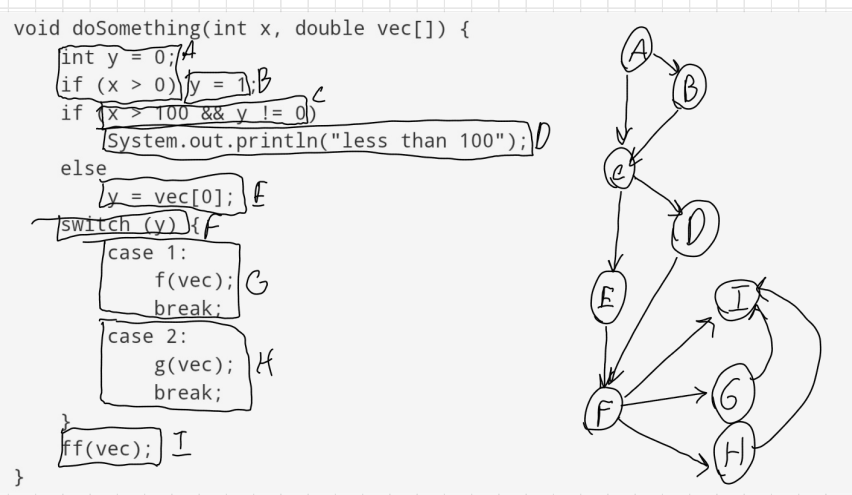 void doSomething(int x, double vec[]) {
int y = 0; A
if (x > 0) y = 1; B
if (x > 100 && y != 0) C
System.out.println("less than 100"); D
else
y = vec[0]; E
switch (y) { F
case 1:
f(vec); G
break;
case 2:
g(vec); H
break;
}
ff(vec); I
}
A
B
C
D
E
I
F
G
H